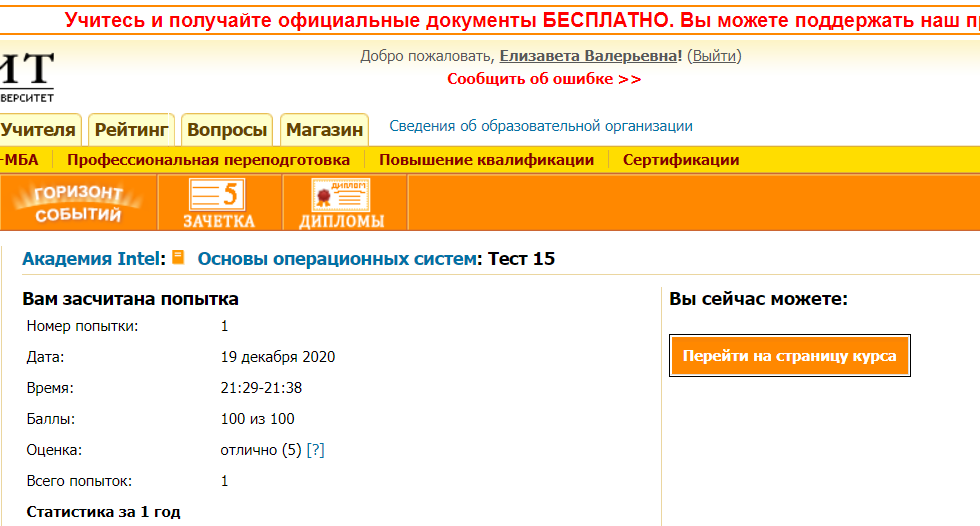 Учитесь и получайте официальные документы БЕСПЛАТНО. Вы можете поддержать наш
Добро пожаловать, Елизавета Валерьевна! (Выйти)
Сообщить об ошибке >>
ИТ
ВЕРСИТЕТ
Учителя Рейтинг Вопросы Магазин Сведения об образовательной организации
-МБА Профессиональная переподготовка Повышение квалификации Сертификации
ГОРИЗОНТ СОБЫТИЙ
5 ЗАЧЕТКА
ДИПЛОМ ДИПЛОМЫ
Академия Intel: Основы операционных систем: Тест 15
Вам засчитана попытка
Номер попытки: 1
Дата: 19 декабря 2020
Время: 21:29-21:38
Баллы: 100 из 100
Оценка: отлично (5) [?]
Всего попыток: 1
Статистика за 1 год
Вы сейчас можете:
Перейти на страницу курса